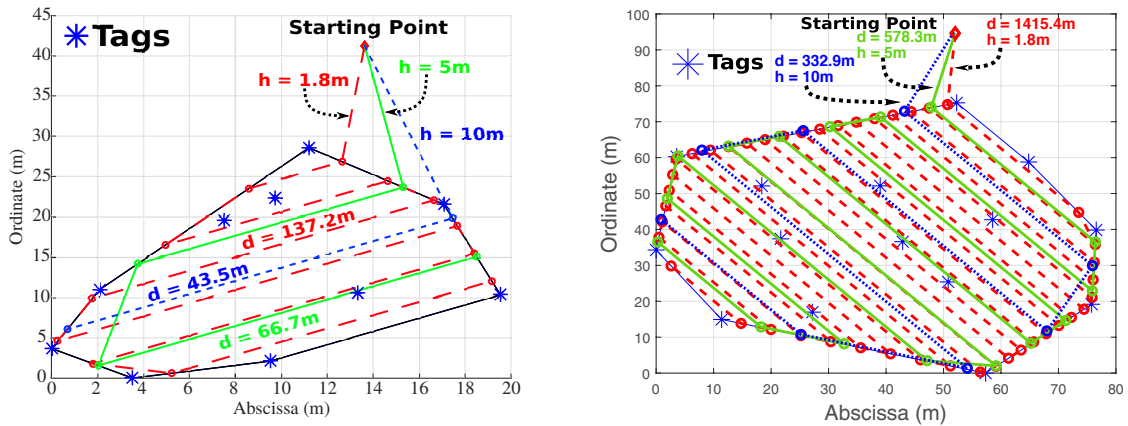 45
40
35
30
25
20
15
10
5
0
Ordinate (m)
Tags
Starting Point
h = 1.8m
h = 5m
h = 10m
d = 137.2m
d = 43.5m
d = 66.7m
0 2 4 6 8 10 12 14 16 18 20
Abscissa (m)
100
90
80
70
60
50
40
30
20
10
0
Ordinate (m)
Starting Point
d = 1415.4m
h = 1.8m
d = 578.3m
h = 5m
d = 332.9m
h = 10m
Tags
0 10 20 30 40 50 60 70 80
Abscissa (m)